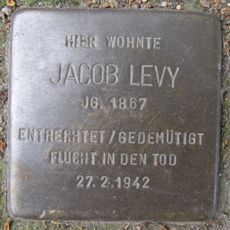 HIER WOHNTE
JACOB LEVY
JG. 1867
ENTRECHTET/GEDEMÜTIGT
FLUCHT IN DEN TOD
27.2.1942